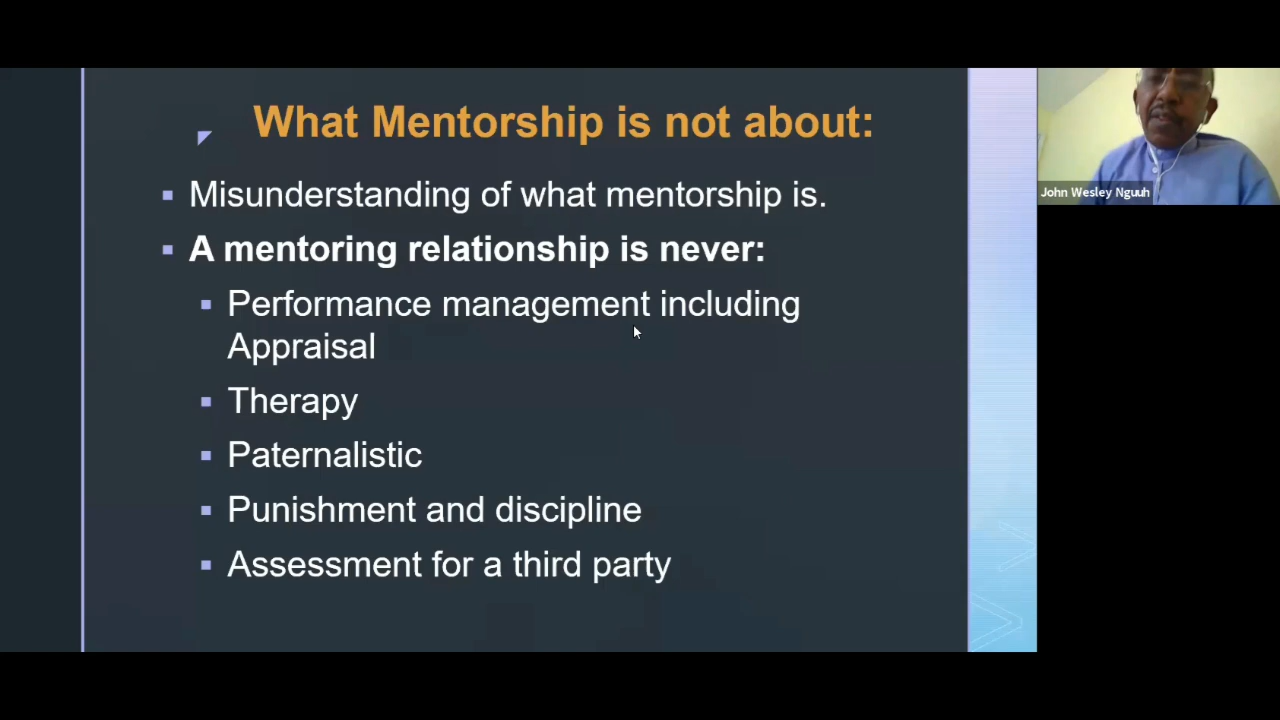 What Mentorship is not about:
Misunderstanding of what mentorship is.
A mentoring relationship is never:
Performance management including
Appraisal
Therapy
Paternalistic
Punishment and discipline
Assessment for a third party
John Wesley Nguuh